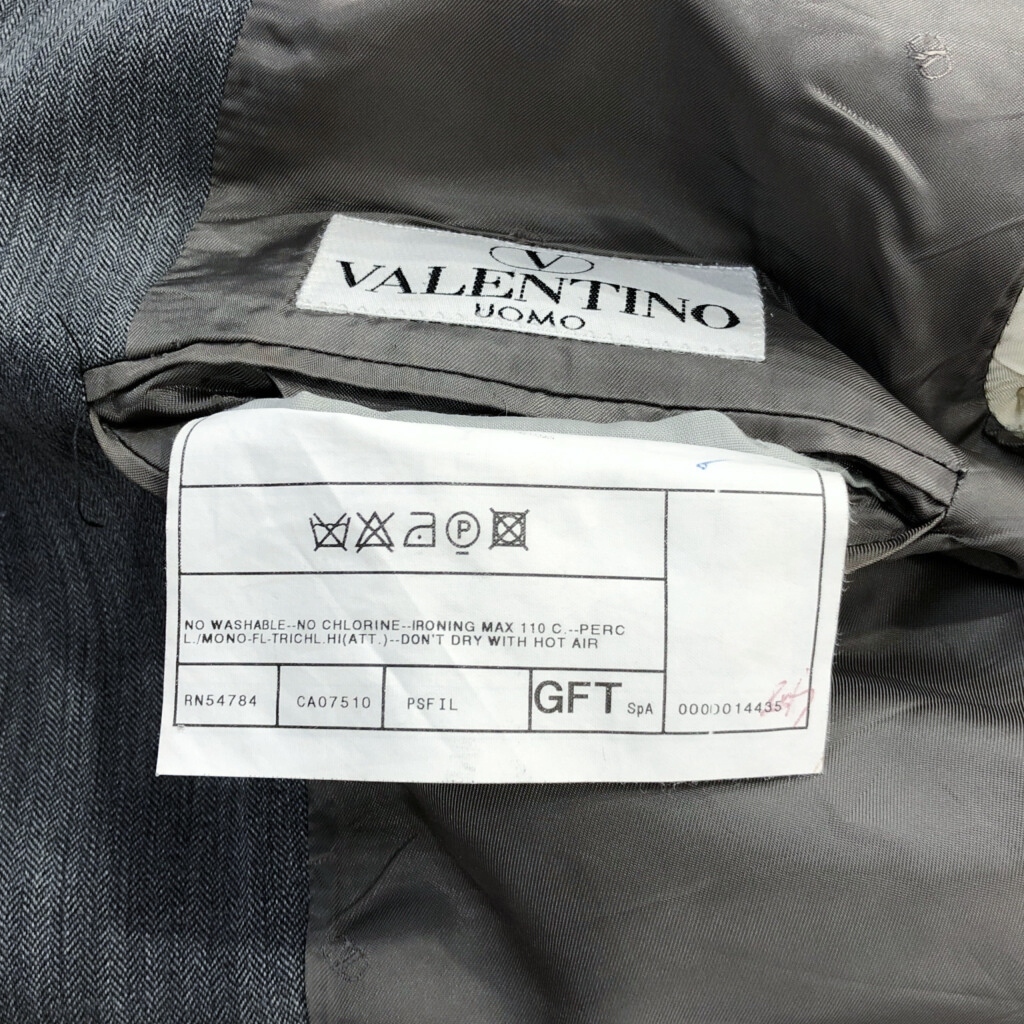 V
VALENTINO
UOMO
P
NO WASHABLE--NO CHLORINE--IRONING MAX 110 C.--PERC
L./MONO-FL-TRICHL.HI(ATT.)--DON'T DRY WITH HOT AIR
RN54784 CA07510 PSFIL GFT SpA 0000014435